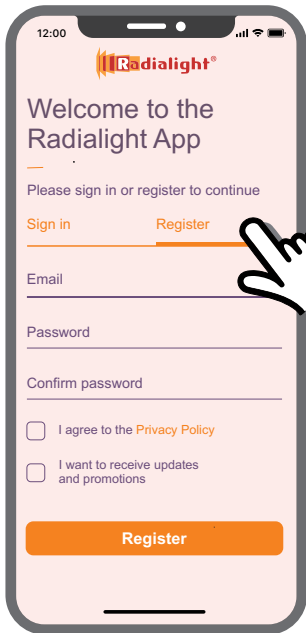 12:00
Radialight®
Welcome to the
Radialight App
Please sign in or register to continue
Sign in Register
Email
Password
Confirm password
I agree to the Privacy Policy
I want to receive updates
and promotions
Register